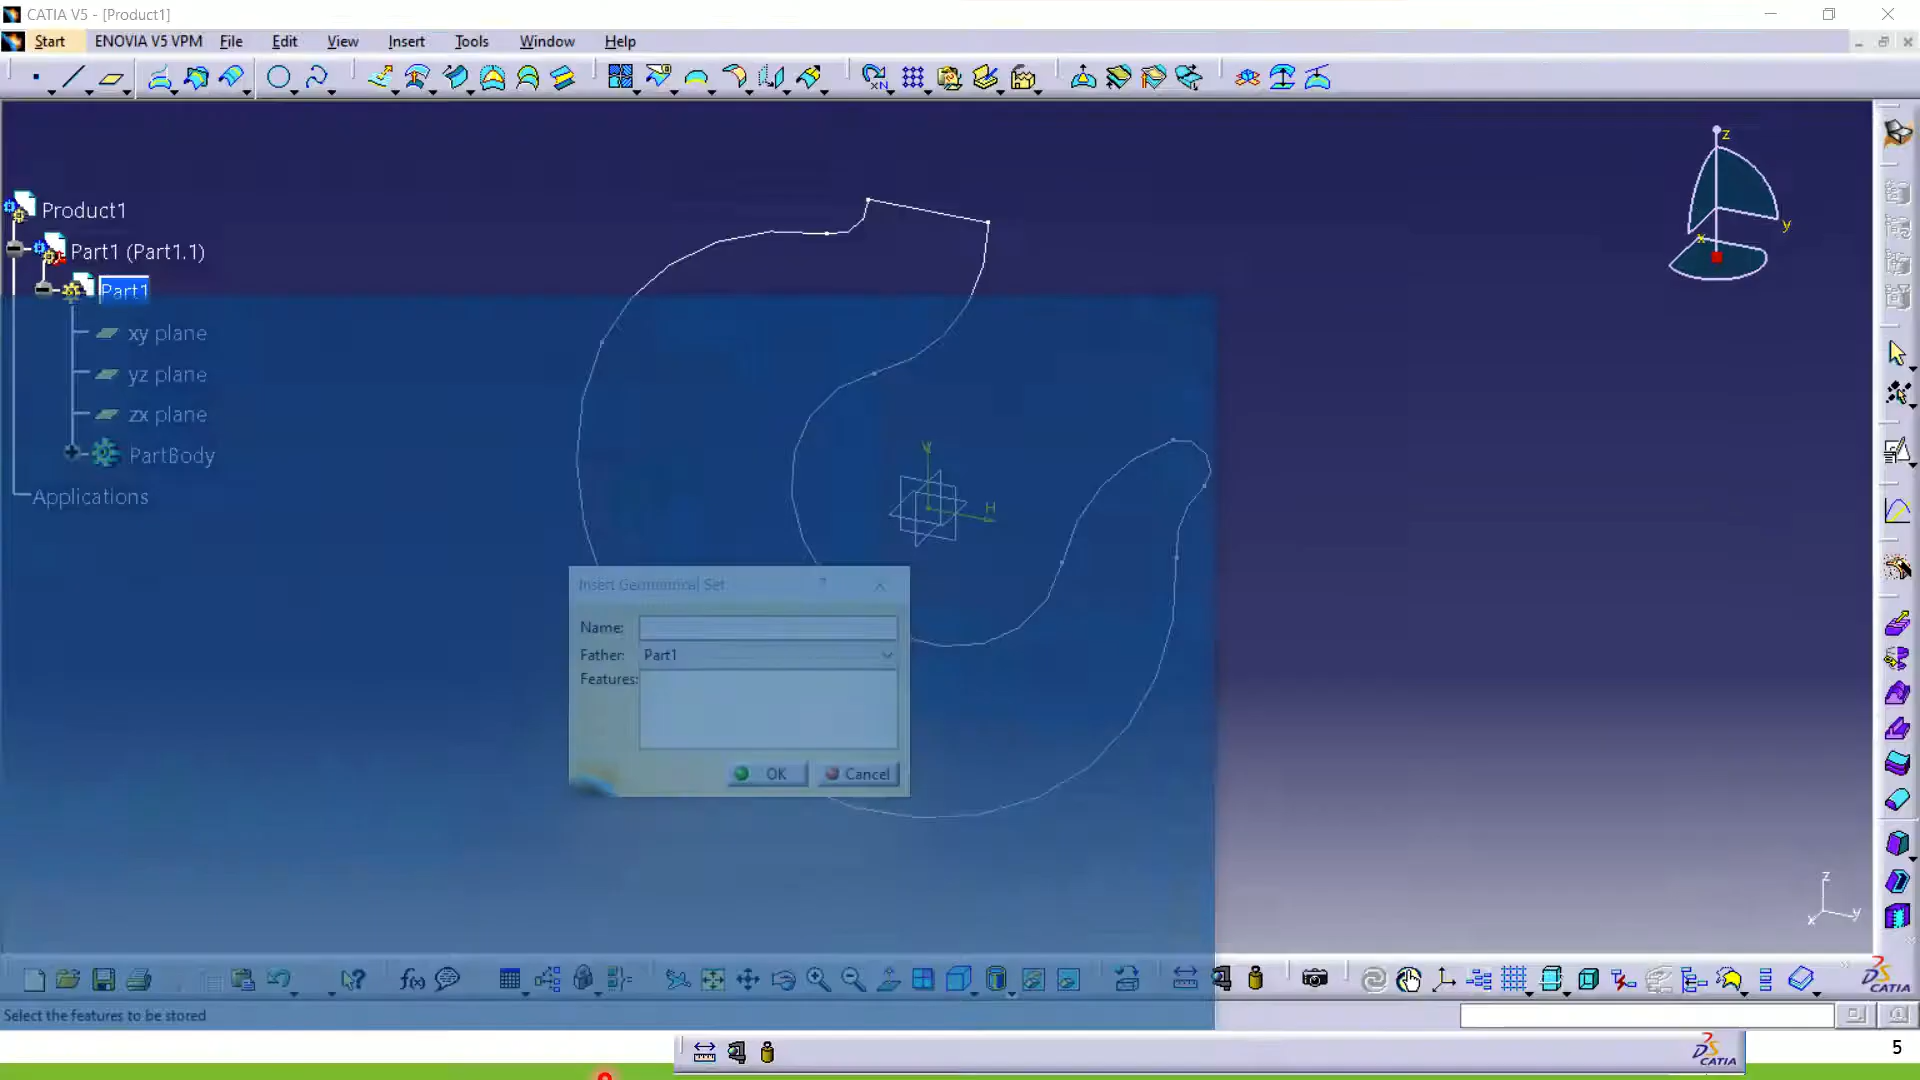 CATIA V5 - [Product1]
Start ENOVIA V5 VPM File Edit View Insert Tools Window Help
Product1
Part1 (Part1.1)
Part1
xy plane
yz plane
zx plane
PartBody
Applications
z
y
x
V
H
Insert Geometrical Set ?
Name:
Father: Part1
Features:
OK Cancel
z
x y
f(x)
CATIA
Select the features to be stored
CATIA
5